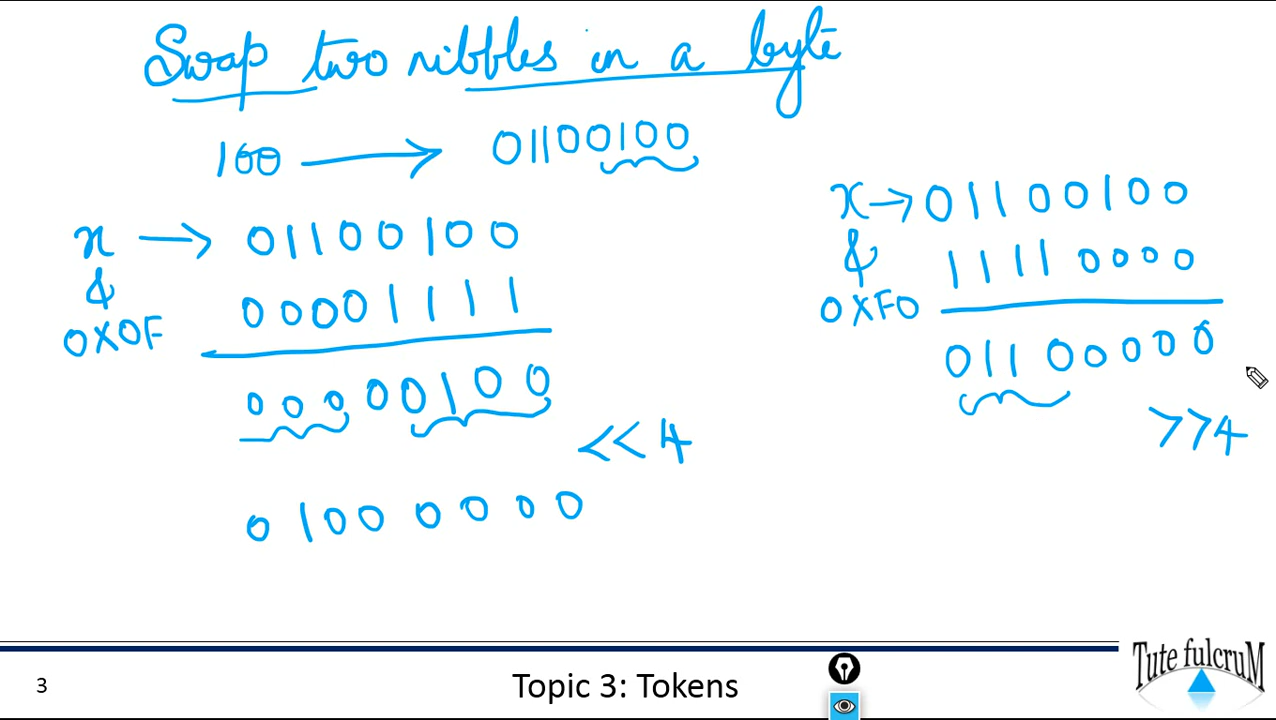 Swap two nibbles in a byte
100 → 01100100
x → 01100100
&
0X0F 00001111
00000100
<<4
01000000
x → 01100100
&
0XF0 11110000
01100000
>>4
3
Topic 3: Tokens
Tute fulcruM